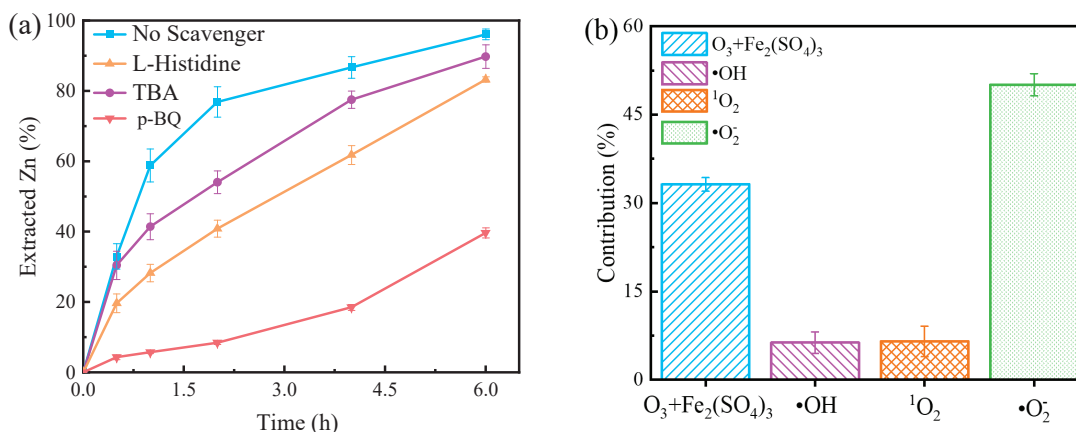 (a)
No Scavenger
L-Histidine
TBA
p-BQ
Extracted Zn (%)
100
80
60
40
20
0
0.0 1.5 3.0 4.5 6.0
Time (h)
(b)
O₃+Fe₂(SO₄)₃
•OH
¹O₂
•O₂⁻
Contribution (%)
60
45
30
15
0
O₃+Fe₂(SO₄)₃ •OH ¹O₂ •O₂⁻